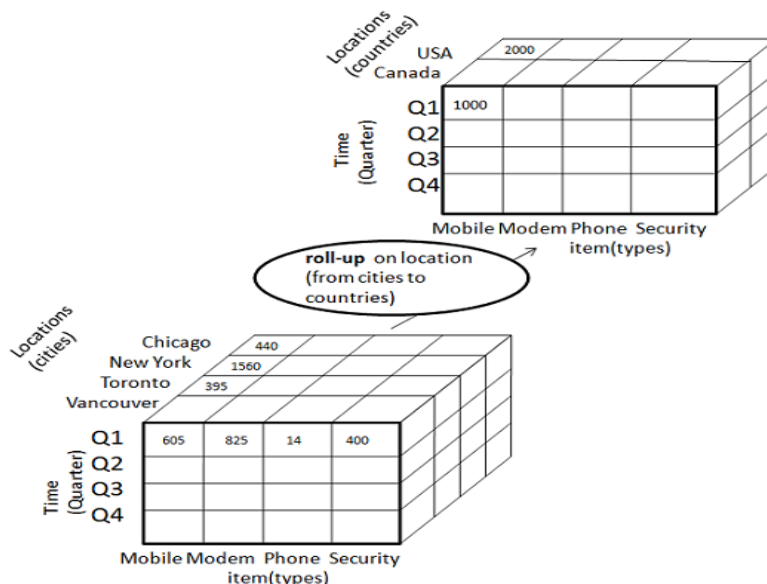 Locations
(countries)
USA
Canada
2000
Time
(Quarter)
Q1
Q2
Q3
Q4
1000
Mobile Modem Phone Security
item(types)
roll-up on location
(from cities to
countries)
Locations
(cities)
Chicago
New York
Toronto
Vancouver
440
1560
395
Time
(Quarter)
Q1
Q2
Q3
Q4
605 825 14 400
Mobile Modem Phone Security
item(types)